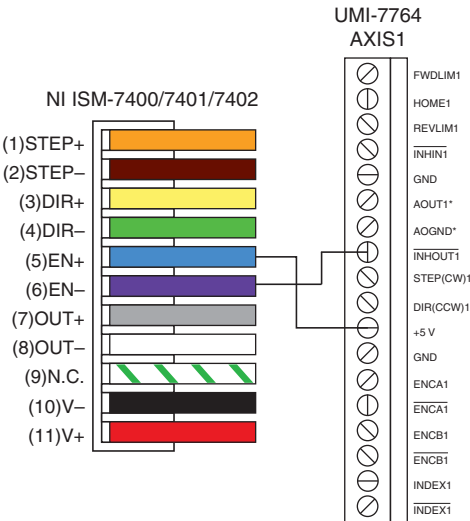 UMI-7764
AXIS1
NI ISM-7400/7401/7402
(1)STEP+
(2)STEP–
(3)DIR+
(4)DIR–
(5)EN+
(6)EN–
(7)OUT+
(8)OUT–
(9)N.C.
(10)V–
(11)V+
FWDLIM1
HOME1
REVLIM1
INHIN1
GND
AOUT1*
AOGND*
INHOUT1
STEP(CW)1
DIR(CCW)1
+5 V
GND
ENCA1
ENCA1
ENCB1
ENCB1
INDEX1
INDEX1